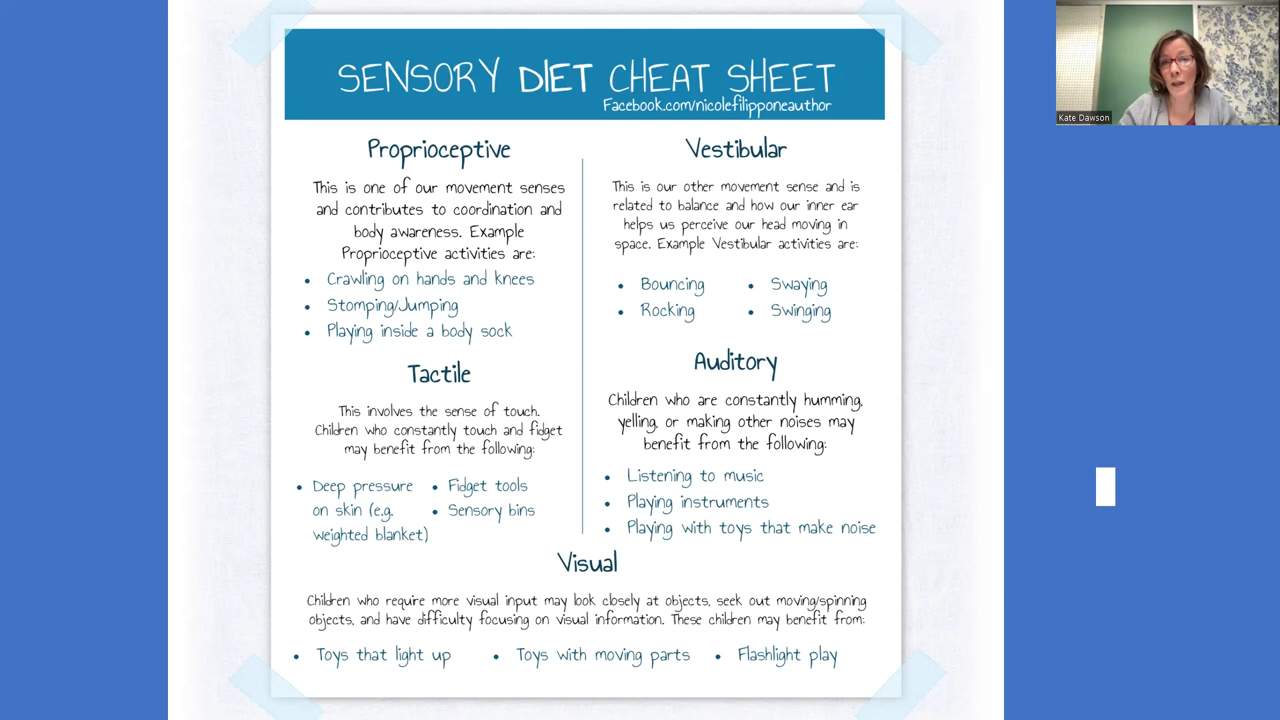 SENSORY DIET CHEAT SHEET
Facebook.com/nicolefilipponeauthor
Kate Dawson
Proprioceptive
This is one of our movement senses
and contributes to coordination and
body awareness. Example
Proprioceptive activities are:
• Crawling on hands and knees
• Stomping/Jumping
• Playing inside a body sock
Vestibular
This is our other movement sense and is
related to balance and how our inner ear
helps us perceive our head moving in
space. Example Vestibular activities are:
• Bouncing • Swaying
• Rocking • Swinging
Tactile
This involves the sense of touch.
Children who constantly touch and fidget
may benefit from the following:
• Deep pressure • Fidget tools
on skin (e.g. • Sensory bins
weighted blanket)
Auditory
Children who are constantly humming,
yelling, or making other noises may
benefit from the following:
• Listening to music
• Playing instruments
• Playing with toys that make noise
Visual
Children who require more visual input may look closely at objects, seek out moving/spinning
objects, and have difficulty focusing on visual information. These children may benefit from:
• Toys that light up • Toys with moving parts • Flashlight play